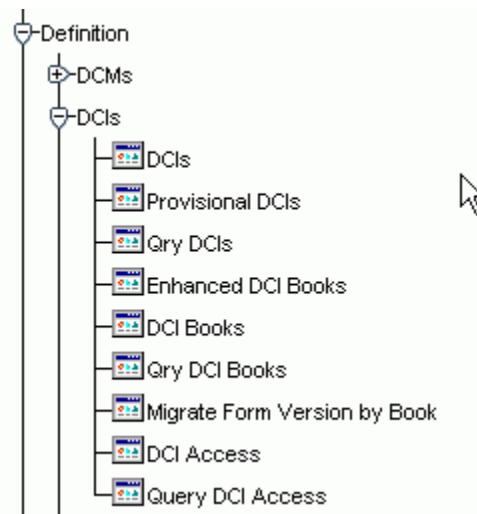 Definition
DCMs
DCIs
DCIs
Provisional DCIs
Qry DCIs
Enhanced DCI Books
DCI Books
Qry DCI Books
Migrate Form Version by Book
DCI Access
Query DCI Access